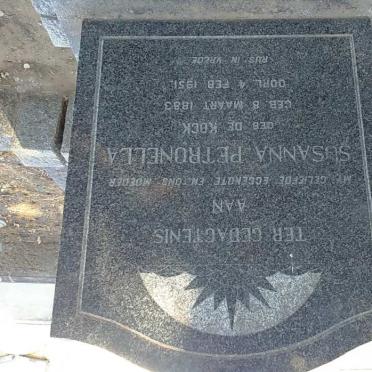 TER GEDAGTENIS
AAN
MY GELIEFDE EGGENOTE EN ONS MOEDER
SUSANNA PETRONELLA
GEB DE KOCK
GEB 8 MAART 1883
OORL 4 FEB 1951
RUS IN VREDE